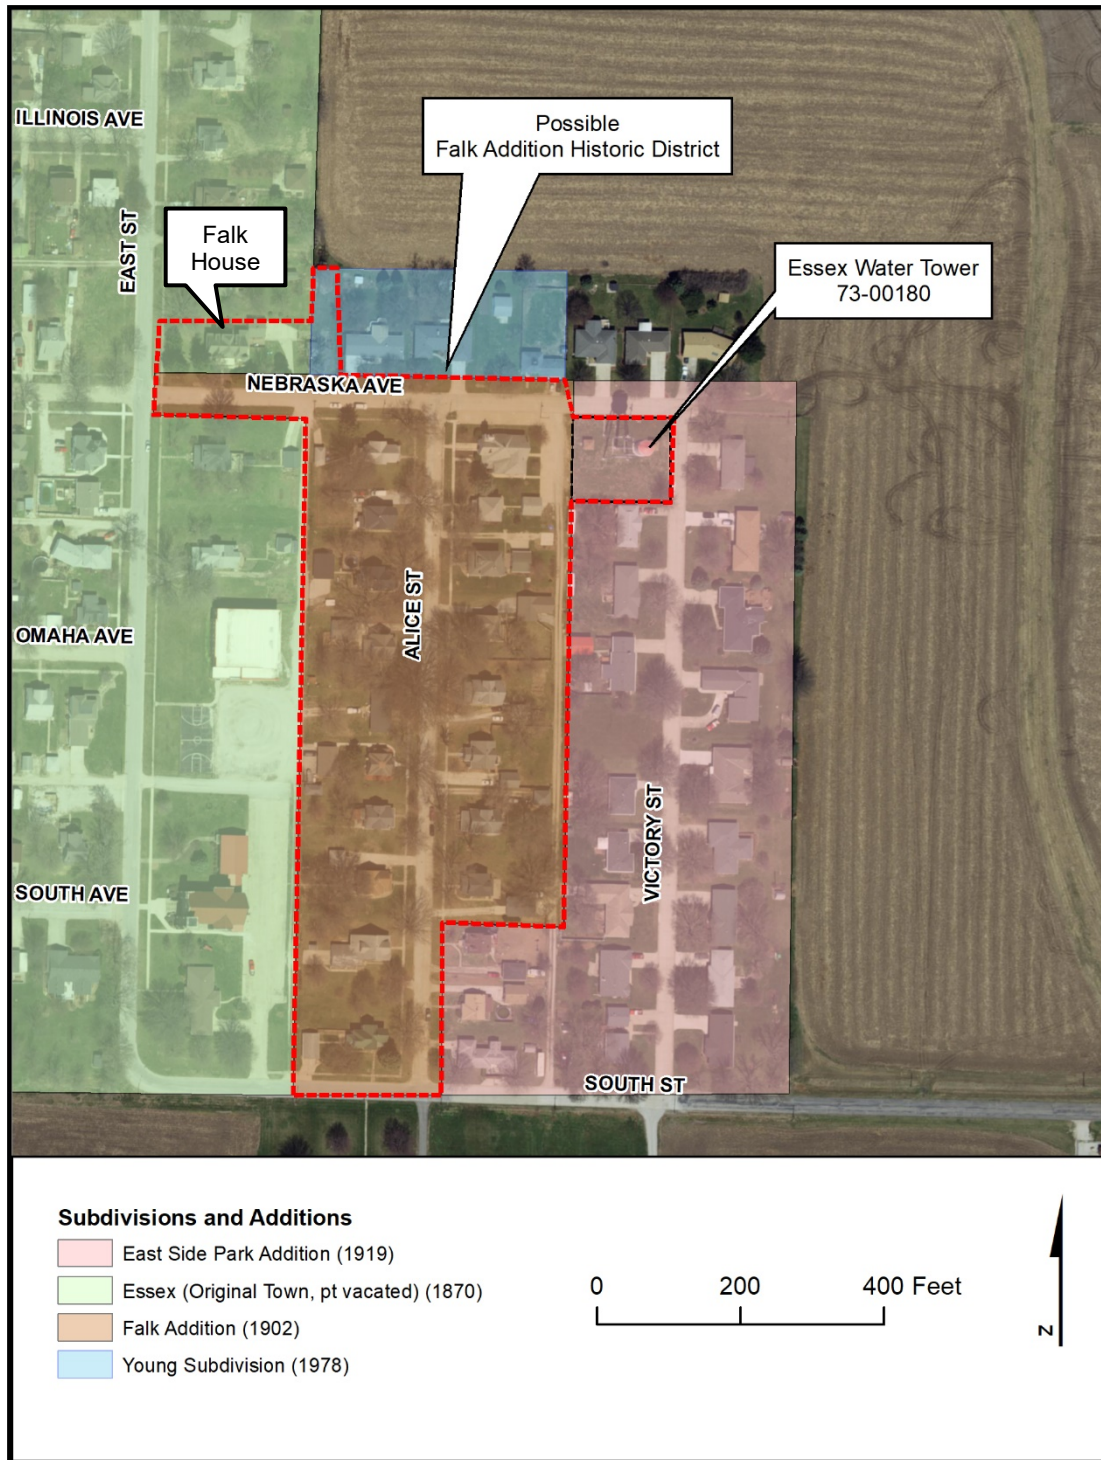 ILLINOIS AVE
Possible
Falk Addition Historic District
EAST ST
Falk
House
Essex Water Tower
73-00180
NEBRASKA AVE
ALICE ST
OMAHA AVE
VICTORY ST
SOUTH AVE
SOUTH ST
Subdivisions and Additions
East Side Park Addition (1919)
Essex (Original Town, pt vacated) (1870)
Falk Addition (1902)
Young Subdivision (1978)
0 200 400 Feet
N